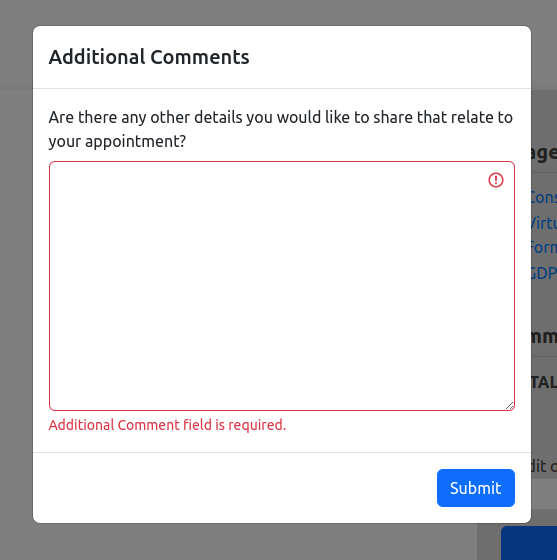 Additional Comments
Are there any other details you would like to share that relate to
your appointment?
Additional Comment field is required.
Submit